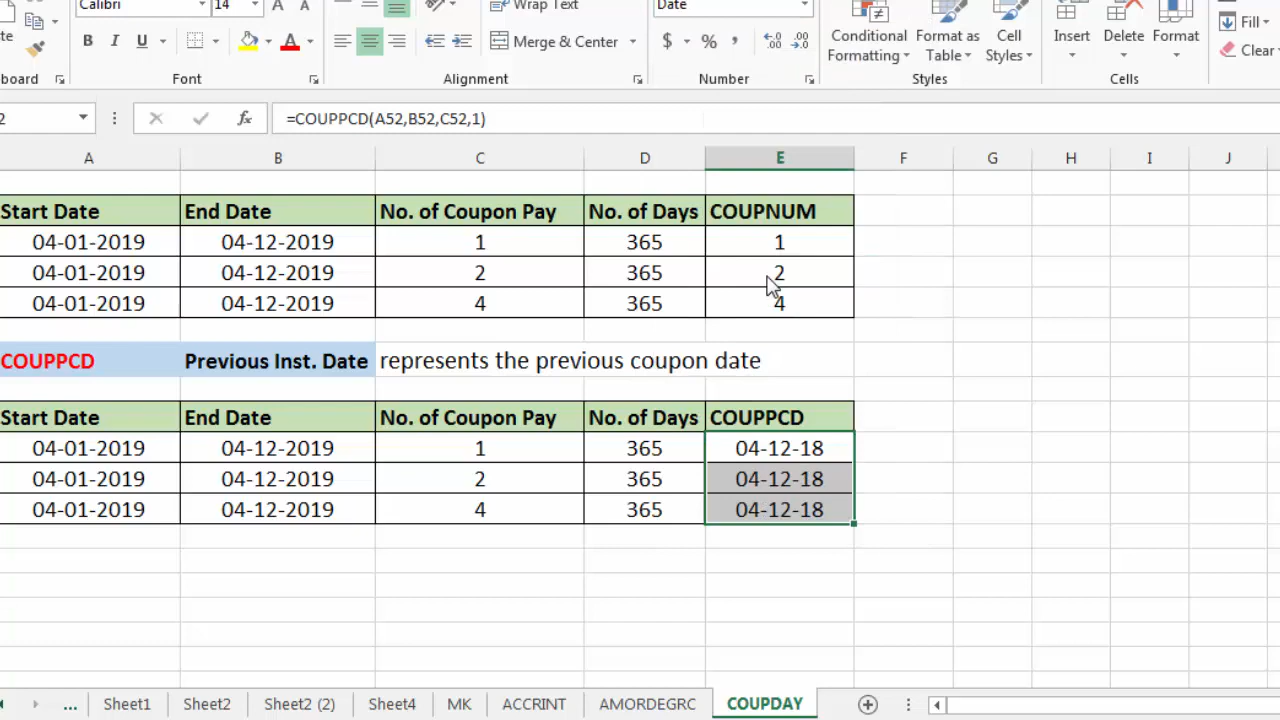 Calibri 14 A A Wrap Text Date
B I U Merge & Center $ % , Conditional Formatting Format as Table Cell Styles Insert Delete Format Fill Clear
board Font Alignment Number Styles Cells
2 fx =COUPPCD(A52,B52,C52,1)
A B C D E F G H I J
Start Date End Date No. of Coupon Pay No. of Days COUPNUM
04-01-2019 04-12-2019 1 365 1
04-01-2019 04-12-2019 2 365 2
04-01-2019 04-12-2019 4 365 4
COUPPCD Previous Inst. Date represents the previous coupon date
Start Date End Date No. of Coupon Pay No. of Days COUPPCD
04-01-2019 04-12-2019 1 365 04-12-18
04-01-2019 04-12-2019 2 365 04-12-18
04-01-2019 04-12-2019 4 365 04-12-18
... Sheet1 Sheet2 Sheet2 (2) Sheet4 MK ACCRINT AMORDEGRC COUPDAY